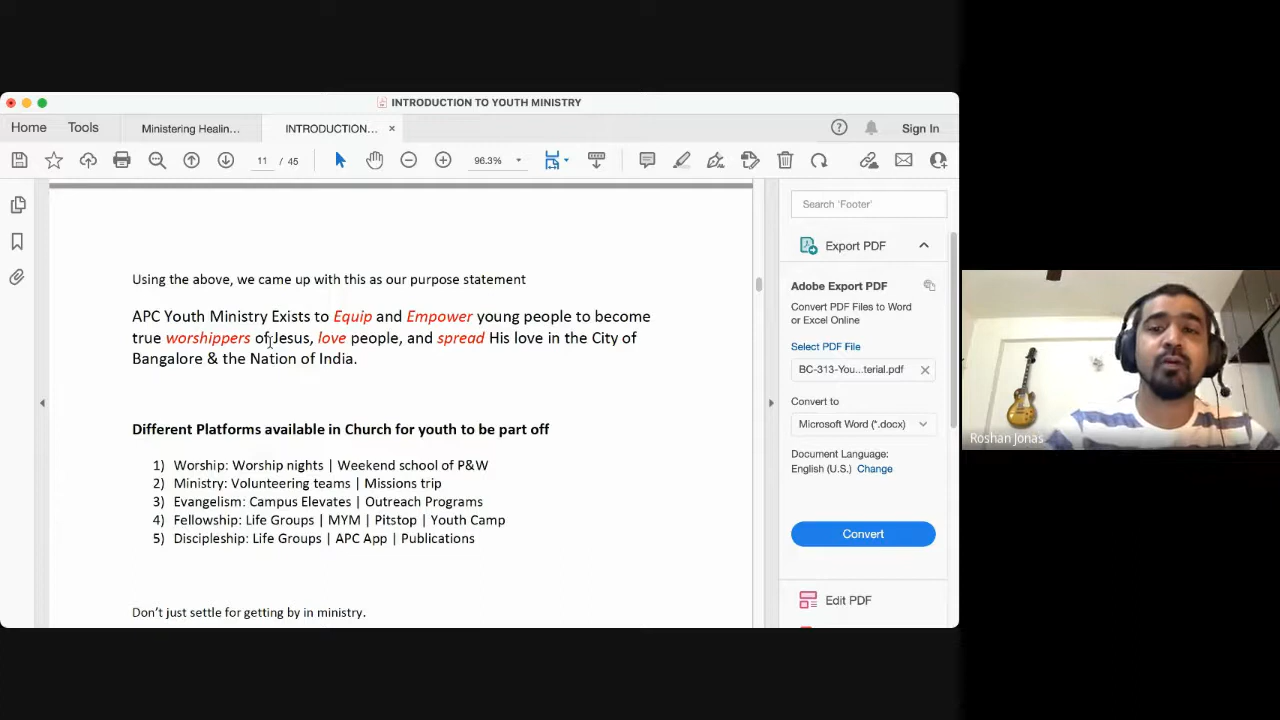 INTRODUCTION TO YOUTH MINISTRY
Home Tools Ministering Healin... INTRODUCTION... × Sign In
11 / 45 96.3%
Using the above, we came up with this as our purpose statement
APC Youth Ministry Exists to Equip and Empower young people to become
true worshippers of Jesus, love people, and spread His love in the City of
Bangalore & the Nation of India.
Different Platforms available in Church for youth to be part off
1) Worship: Worship nights | Weekend school of P&W
2) Ministry: Volunteering teams | Missions trip
3) Evangelism: Campus Elevates | Outreach Programs
4) Fellowship: Life Groups | MYM | Pitstop | Youth Camp
5) Discipleship: Life Groups | APC App | Publications
Don't just settle for getting by in ministry.
Search 'Footer'
Export PDF
Adobe Export PDF
Convert PDF Files to Word
or Excel Online
Select PDF File
BC-313-You...terial.pdf
Convert to
Microsoft Word (*.docx)
Document Language:
English (U.S.) Change
Convert
Edit PDF
Roshan Jonas